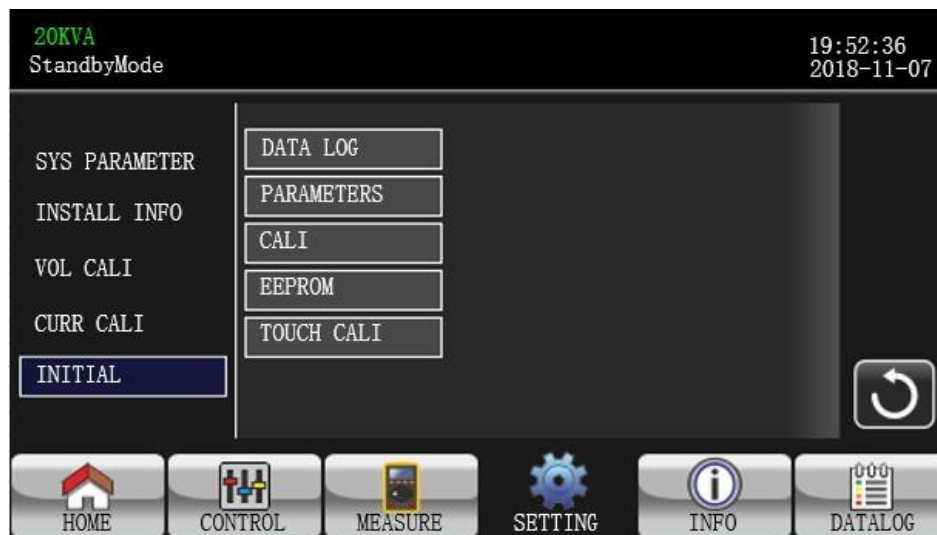 20KVA
StandbyMode
19:52:36
2018-11-07
SYS PARAMETER
INSTALL INFO
VOL CALI
CURR CALI
INITIAL
DATA LOG
PARAMETERS
CALI
EEPROM
TOUCH CALI
HOME
CONTROL
MEASURE
SETTING
INFO
DATALOG